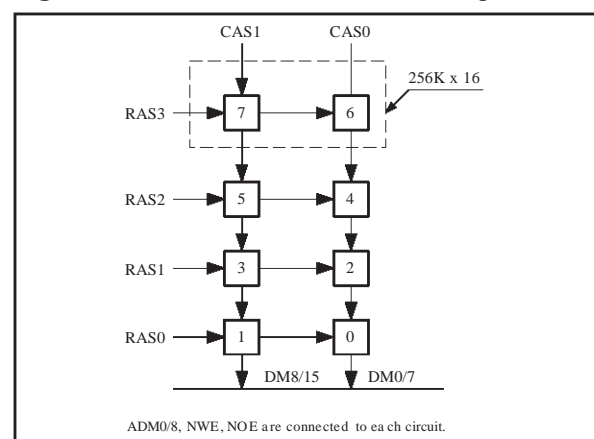 CAS1 CAS0
256K x 16
RAS3 7 6
RAS2 5 4
RAS1 3 2
RAS0 1 0
DM8/15 DM0/7
ADM0/8, NWE, NOE are connected to each circuit.